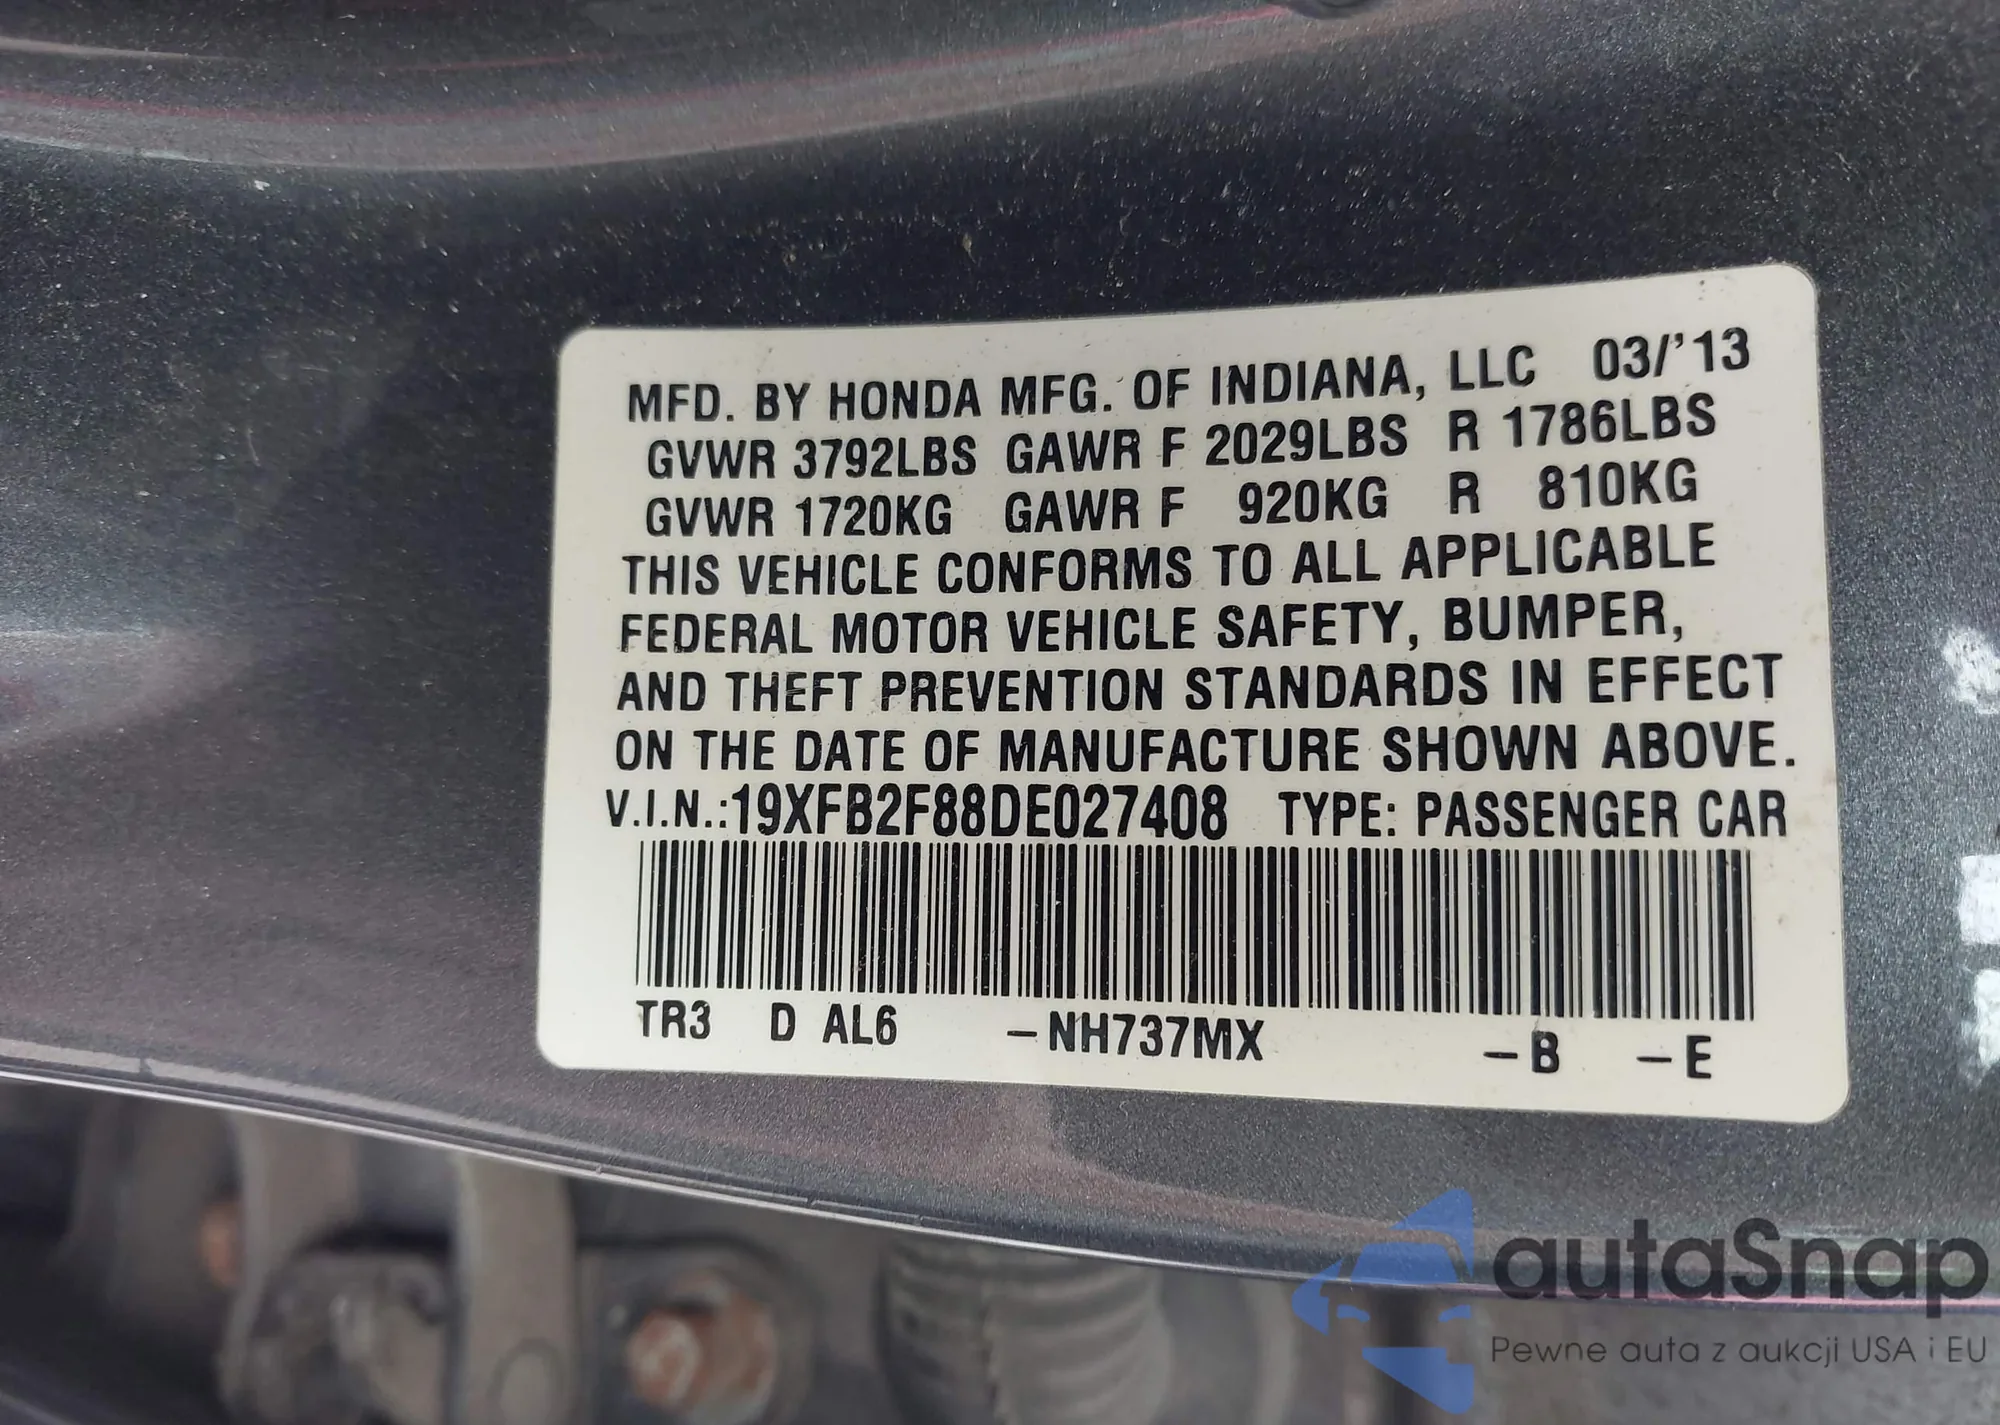 MFD. BY HONDA MFG. OF INDIANA, LLC 03/'13
GVWR 3792LBS GAWR F 2029LBS R 1786LBS
GVWR 1720KG GAWR F 920KG R 810KG
THIS VEHICLE CONFORMS TO ALL APPLICABLE
FEDERAL MOTOR VEHICLE SAFETY, BUMPER,
AND THEFT PREVENTION STANDARDS IN EFFECT
ON THE DATE OF MANUFACTURE SHOWN ABOVE.
V.I.N.:19XFB2F88DE027408 TYPE: PASSENGER CAR
TR3 D AL6 –NH737MX –B –E
autaSnap
Pewne auta z aukcji USA i EU